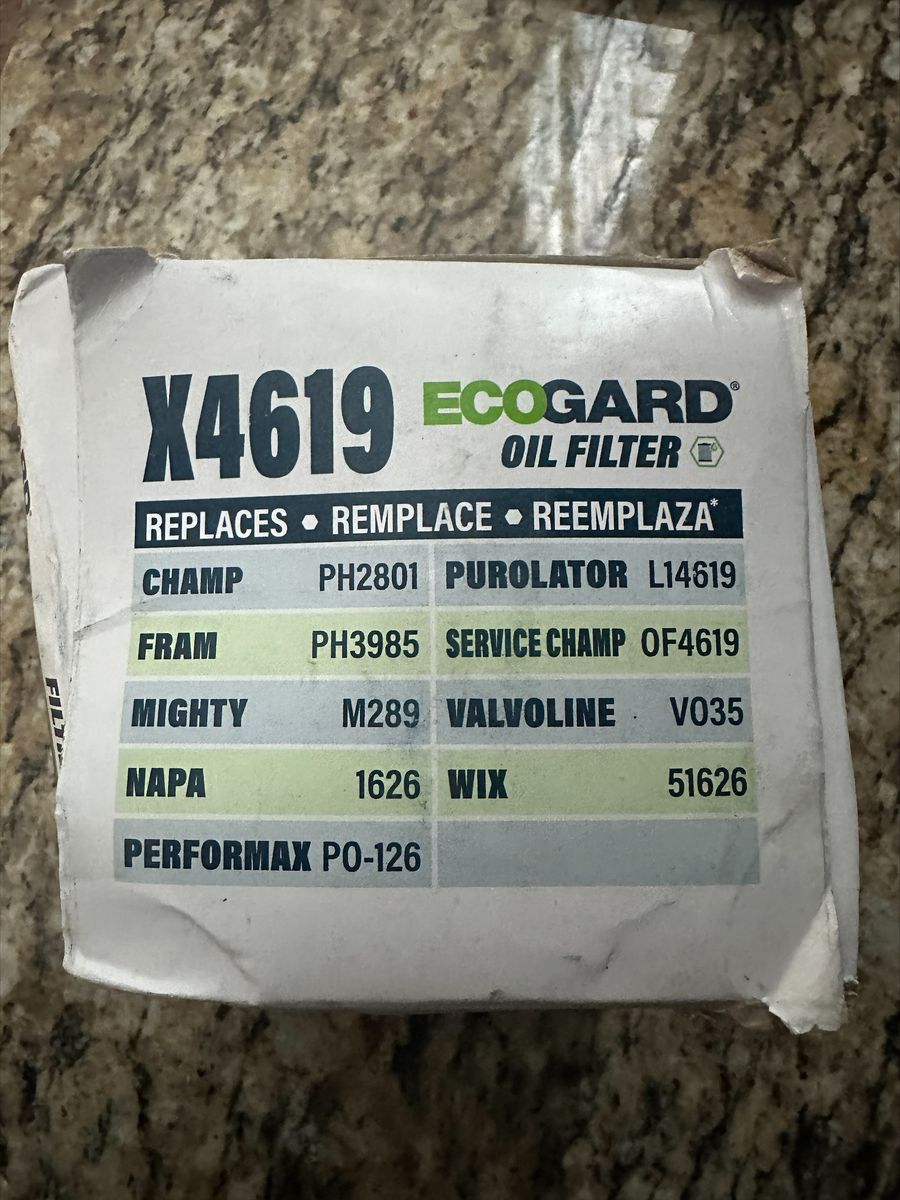 X4619
ECOGARD®
OIL FILTER
REPLACES • REMPLACE • REEMPLAZA*
CHAMP PH2801 PUROLATOR L14619
FRAM PH3985 SERVICE CHAMP OF4619
MIGHTY M289 VALVOLINE VO35
NAPA 1626 WIX 51626
PERFORMAX PO-126